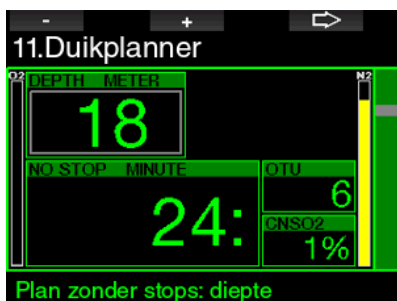 - +
11.Duikplanner
O2 DEPTH METER N2
18
NO STOP MINUTE OTU
6
24:
CNSO2
1%
Plan zonder stops: diepte